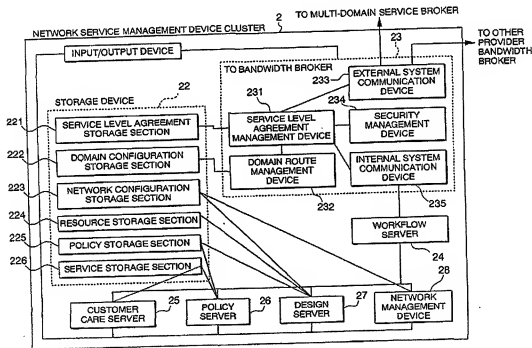 TO MULTI-DOMAIN SERVICE BROKER
NETWORK SERVICE MANAGEMENT DEVICE CLUSTER
2
TO OTHER
PROVIDER BANDWIDTH
BROKER
INPUT/OUTPUT DEVICE
23
TO BANDWIDTH BROKER
233
EXTERNAL SYSTEM
COMMUNICATION
DEVICE
STORAGE DEVICE
22
231
234
221
SERVICE LEVEL AGREEMENT
STORAGE SECTION
SERVICE LEVEL
AGREEMENT
MANAGEMENT DEVICE
SECURITY
MANAGEMENT
DEVICE
222
DOMAIN CONFIGURATION
STORAGE SECTION
DOMAIN ROUTE
MANAGEMENT
DEVICE
INTERNAL SYSTEM
COMMUNICATION
DEVICE
223
NETWORK CONFIGURATION
STORAGE SECTION
232
235
224
RESOURCE STORAGE SECTION
WORKFLOW
SERVER
225
POLICY STORAGE SECTION
24
226
SERVICE STORAGE SECTION
28
CUSTOMER
CARE SERVER
25
POLICY
SERVER
26
DESIGN
SERVER
27
NETWORK
MANAGEMENT
DEVICE